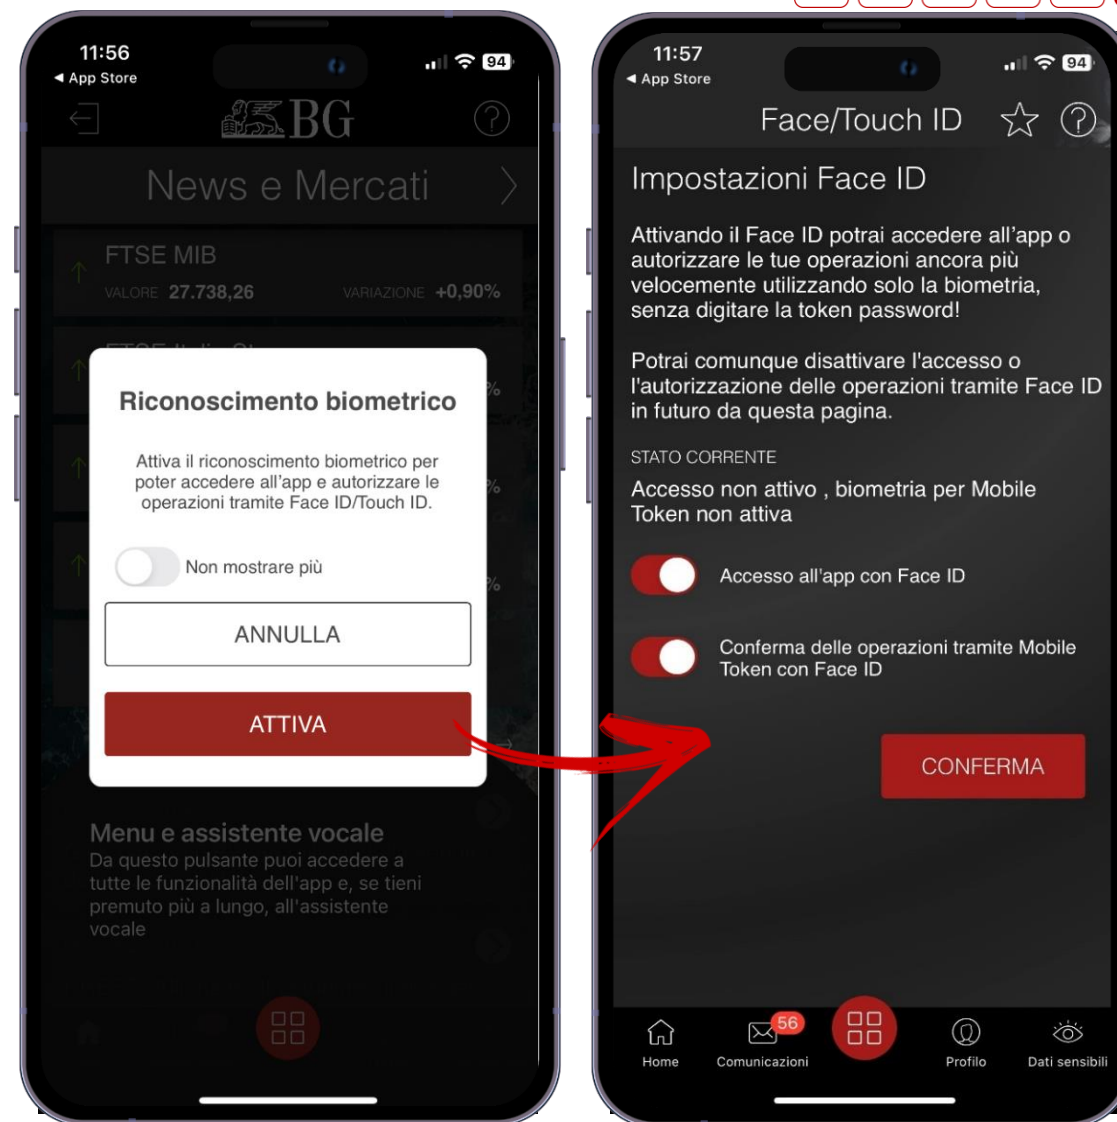 11:56
App Store
94
BG
News e Mercati
FTSE MIB
VALORE 27.738,26 VARIAZIONE +0,90%
%
Riconoscimento biometrico
Attiva il riconoscimento biometrico per
poter accedere all'app e autorizzare le
operazioni tramite Face ID/Touch ID.
%
Non mostrare più
%
ANNULLA
ATTIVA
Menu e assistente vocale
Da questo pulsante puoi accedere a
tutte le funzionalità dell'app e, se tieni
premuto più a lungo, all'assistente
vocale
11:57
App Store
94
Face/Touch ID
Impostazioni Face ID
Attivando il Face ID potrai accedere all'app o
autorizzare le tue operazioni ancora più
velocemente utilizzando solo la biometria,
senza digitare la token password!
Potrai comunque disattivare l'accesso o
l'autorizzazione delle operazioni tramite Face ID
in futuro da questa pagina.
STATO CORRENTE
Accesso non attivo , biometria per Mobile
Token non attiva
Accesso all'app con Face ID
Conferma delle operazioni tramite Mobile
Token con Face ID
CONFERMA
56
Home Comunicazioni Profilo Dati sensibili